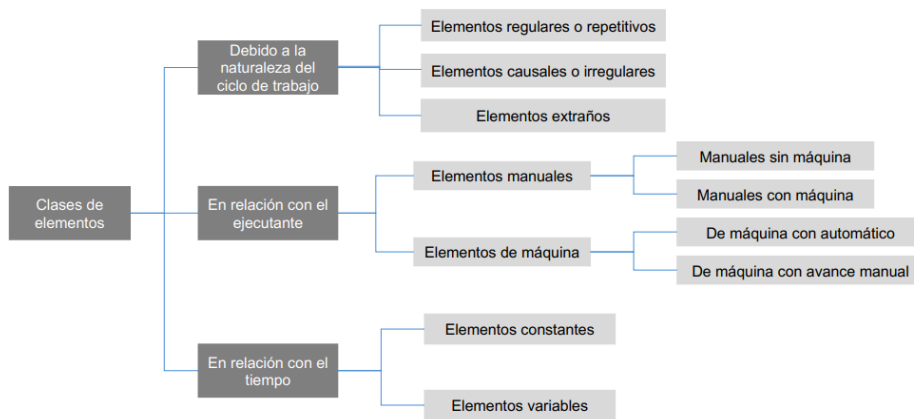 Clases de
elementos
Debido a la
naturaleza del
ciclo de trabajo
Elementos regulares o repetitivos
Elementos causales o irregulares
Elementos extraños
En relación con el
ejecutante
Elementos manuales
Manuales sin máquina
Manuales con máquina
Elementos de máquina
De máquina con automático
De máquina con avance manual
En relación con el
tiempo
Elementos constantes
Elementos variables